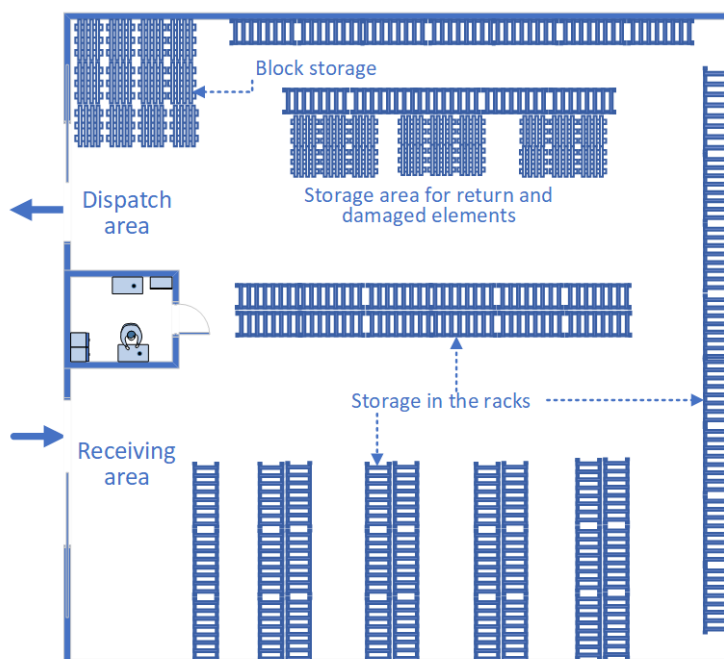 Block storage
Storage area for return and
damaged elements
Dispatch
area
Storage in the racks
Receiving
area